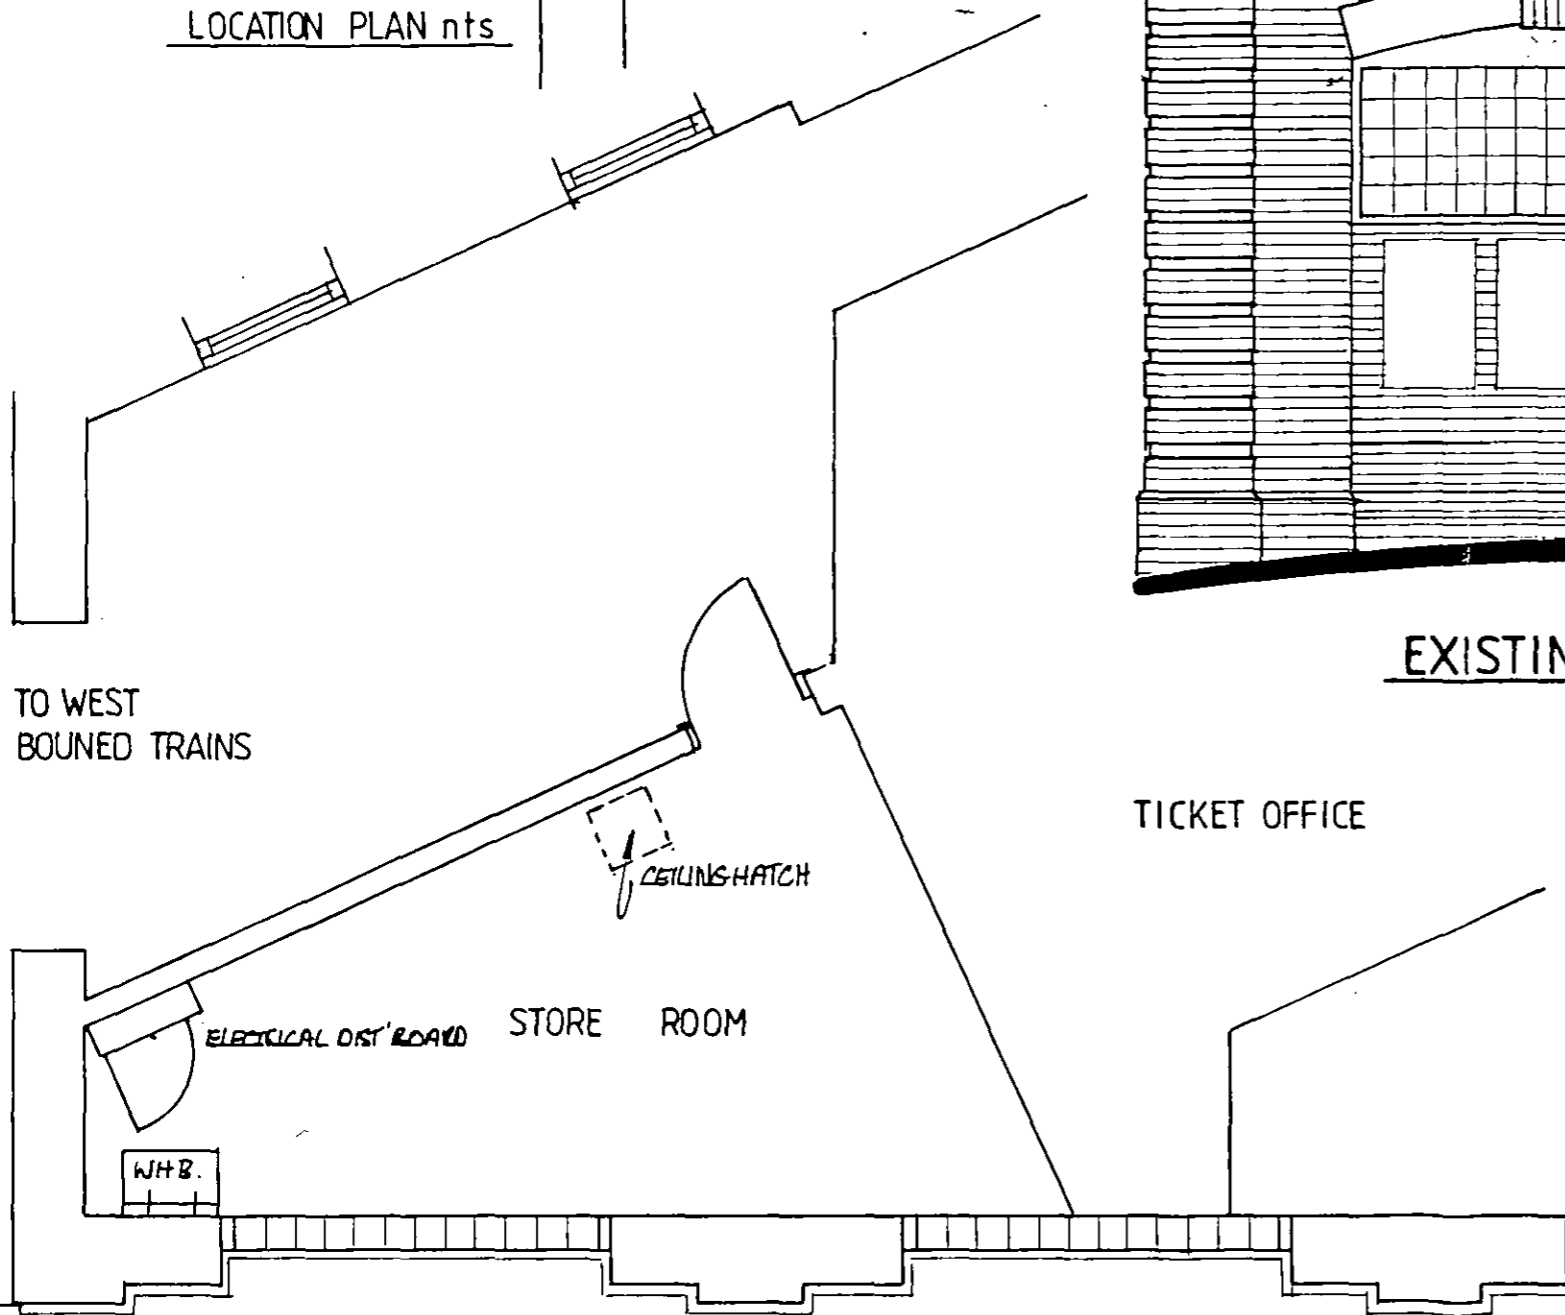 LOCATION PLAN nts
EXISTIN
TO WEST
BOUNED TRAINS
TICKET OFFICE
CEILING HATCH
STORE ROOM
ELECTRICAL DIST' BOARD
WHB.